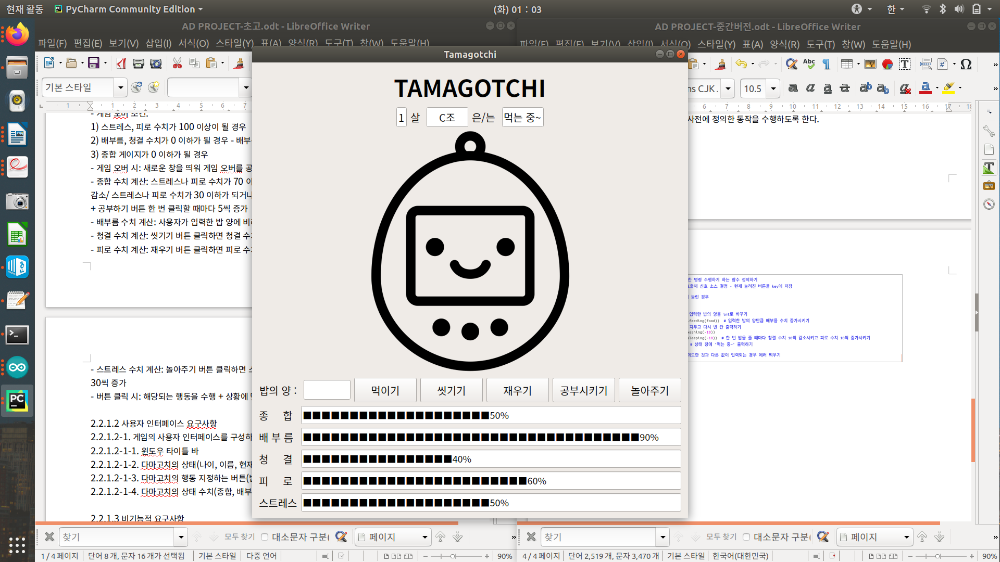 현재 활동
PyCharm Community Edition
(화) 01 : 03
한
AD PROJECT-초고.odt - LibreOffice Writer
파일(F) 편집(E) 보기(V) 삽입(I) 서식(O) 스타일(Y) 표(A) 양식(R) 도구(T) 창(W) 도움말(H)
기본 스타일
1 1 2 3 4 5 6 7
- 게임 오버 조건:
1) 스트레스, 피로 수치가 100 이상이 될 경우
2) 배부름, 청결 수치가 0 이하가 될 경우 - 배부
3) 종합 게이지가 0 이하가 될 경우
- 게임 오버 시: 새로운 창을 띄워 게임 오버를 공
- 종합 수치 계산: 스트레스나 피로 수치가 70 이
감소/ 스트레스나 피로 수치가 30 이하가 되거나
+ 공부하기 버튼 한 번 클릭할 때마다 5씩 증가
- 배부름 수치 계산: 사용자가 입력한 밥 양에 비
- 청결 수치 계산: 씻기기 버튼 클릭하면 청결 수
- 피로 수치 계산: 재우기 버튼 클릭하면 피로 수
- 스트레스 수치 계산: 놀아주기 버튼 클릭하면
30씩 증가
- 버튼 클릭 시: 해당되는 행동을 수행 + 상황에
2.2.1.2 사용자 인터페이스 요구사항
2.2.1.2-1. 게임의 사용자 인터페이스를 구성하
2.2.1.2-1-1. 윈도우 타이틀 바
2.2.1.2-1-2. 다마고치의 상태(나이, 이름, 현재
2.2.1.2-1-3. 다마고치의 행동 지정하는 버튼(밥
2.2.1.2-1-4. 다마고치의 상태 수치(종합, 배부
2.2.1.3 비기능적 요구사항
찾기
모두 찾기
대소문자 구분(
페이지
1 / 4 페이지
단어 8 개, 문자 16 개가 선택됨
기본 스타일
다중 언어
90%
Tamagotchi
TAMAGOTCHI
1 살 C조 은/는 먹는 중~
밥의 양 : 먹이기 씻기기 재우기 공부시키기 놀아주기
종 합 50%
배 부 름 90%
청 결 40%
피 로 60%
스트레스 50%
AD PROJECT-중간버전.odt - LibreOffice Writer
파일(F) 편집(E) 보기(V) 삽입(I) 서식(O) 스타일(Y) 표(A) 양식(R) 도구(T) 창(W) 도움말(H)
ns CJK
10.5
6 7 8 9 10 11 12 13 14 15 16 17 18
사전에 정의한 동작을 수행하도록 한다.
한 명령 수행하게 하는 함수 정의하기
호출해 신호 소스 결정 - 현재 눌려진 버튼을 key에 저장
눌린 경우
입력한 밥의 양을 int로 바꾸기
.feeding(food)) # 입력한 밥의 양만큼 배부름 수치 증가시키기
지우고 다시 빈 칸 출력하기
washing(-10))
sleeping(-10)) # 한 번 밥을 줄 때마다 청결 수치 10씩 감소시키고 피로 수치 10씩 증가시키기
# 상태 창에 '먹는 중~' 출력하기
의도한 것과 다른 값이 입력되는 경우 에러 띄우기
찾기
모두 찾기
대소문자 구분(
페이지
4 / 4 페이지
단어 2,519 개, 문자 3,470 개
기본 스타일
한국어(대한민국)
90%